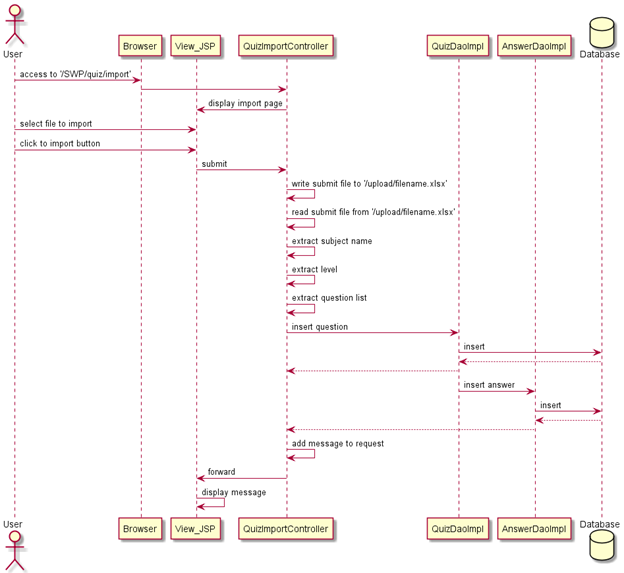 User
Browser
View_JSP
QuizImportController
QuizDaoImpl
AnswerDaoImpl
Database
access to '/SWP/quiz/import'
display import page
select file to import
click to import button
submit
write submit file to '/upload/filename.xlsx'
read submit file from '/upload/filename.xlsx'
extract subject name
extract level
extract question list
insert question
insert
insert answer
insert
add message to request
forward
display message
User
Browser
View_JSP
QuizImportController
QuizDaoImpl
AnswerDaoImpl
Database